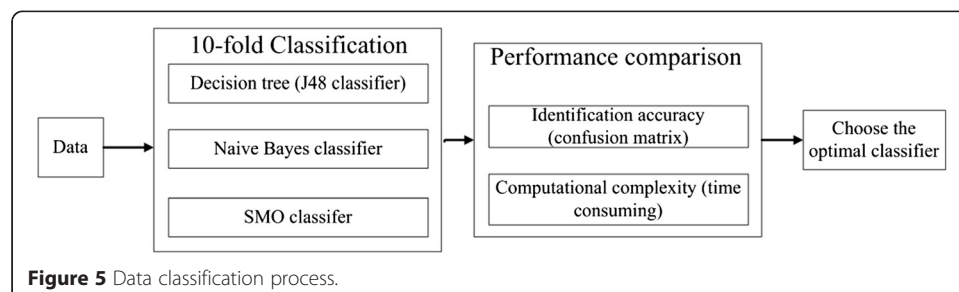 Data
10-fold Classification
Decision tree (J48 classifier)
Naive Bayes classifier
SMO classifer
Performance comparison
Identification accuracy
(confusion matrix)
Computational complexity (time
consuming)
Choose the
optimal classifier
Figure 5 Data classification process.